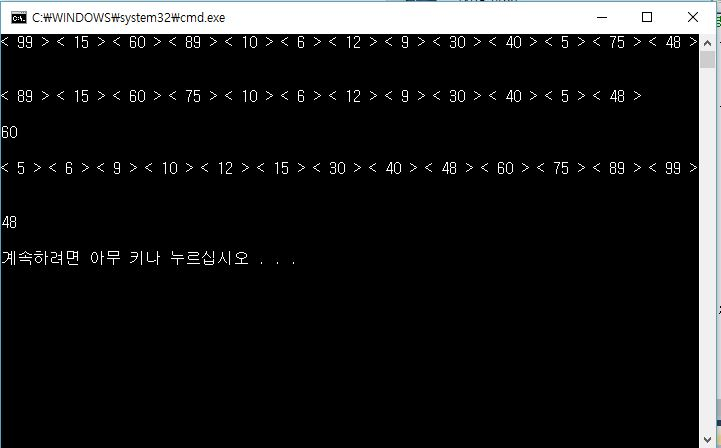 C:₩WINDOWS₩system32₩cmd.exe
< 99 > < 15 > < 60 > < 89 > < 10 > < 6 > < 12 > < 9 > < 30 > < 40 > < 5 > < 75 > < 48 >
< 89 > < 15 > < 60 > < 75 > < 10 > < 6 > < 12 > < 9 > < 30 > < 40 > < 5 > < 48 >
60
< 5 > < 6 > < 9 > < 10 > < 12 > < 15 > < 30 > < 40 > < 48 > < 60 > < 75 > < 89 > < 99 >
48
계속하려면 아무 키나 누르십시오 . . .